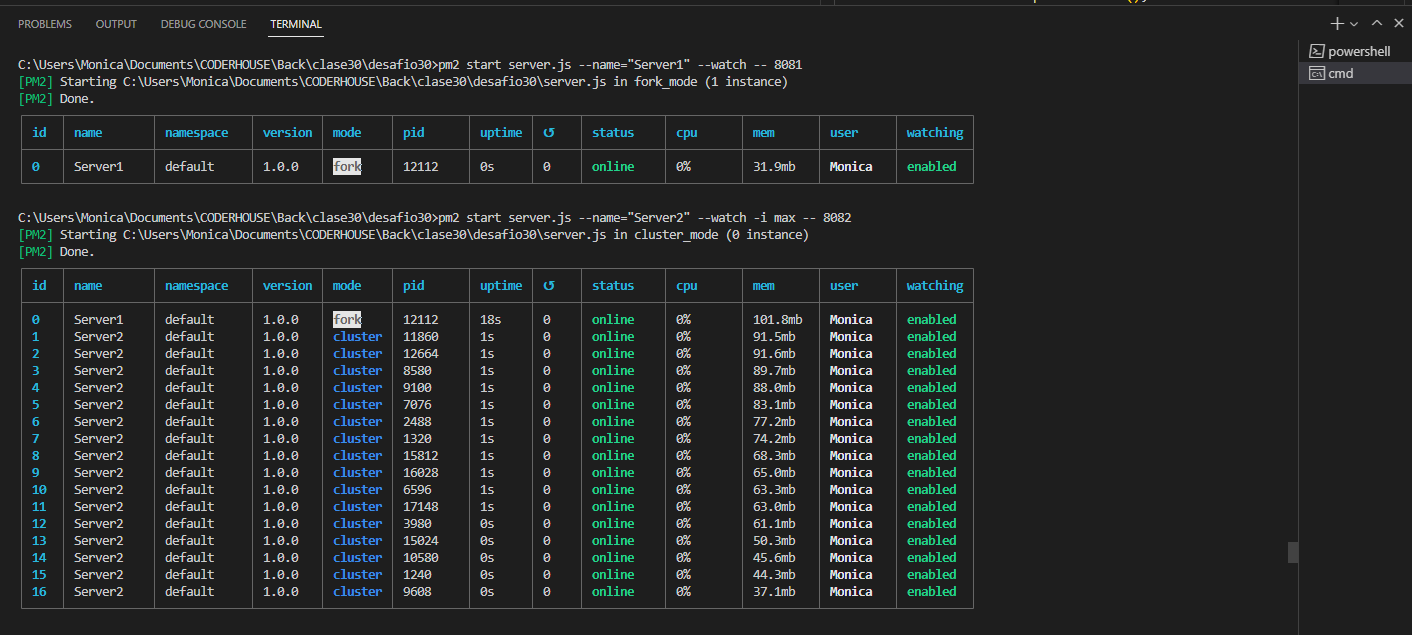 PROBLEMS OUTPUT DEBUG CONSOLE TERMINAL
powershell
cmd
C:\Users\Monica\Documents\CODERHOUSE\Back\clase30\desafio30>pm2 start server.js --name="Server1" --watch -- 8081
[PM2] Starting C:\Users\Monica\Documents\CODERHOUSE\Back\clase30\desafio30\server.js in fork_mode (1 instance)
[PM2] Done.
id name namespace version mode pid uptime ↺ status cpu mem user watching
0 Server1 default 1.0.0 fork 12112 0s 0 online 0% 31.9mb Monica enabled
C:\Users\Monica\Documents\CODERHOUSE\Back\clase30\desafio30>pm2 start server.js --name="Server2" --watch -i max -- 8082
[PM2] Starting C:\Users\Monica\Documents\CODERHOUSE\Back\clase30\desafio30\server.js in cluster_mode (0 instance)
[PM2] Done.
id name namespace version mode pid uptime ↺ status cpu mem user watching
0 Server1 default 1.0.0 fork 12112 18s 0 online 0% 101.8mb Monica enabled
1 Server2 default 1.0.0 cluster 11860 1s 0 online 0% 91.5mb Monica enabled
2 Server2 default 1.0.0 cluster 12664 1s 0 online 0% 91.6mb Monica enabled
3 Server2 default 1.0.0 cluster 8580 1s 0 online 0% 89.7mb Monica enabled
4 Server2 default 1.0.0 cluster 9100 1s 0 online 0% 88.0mb Monica enabled
5 Server2 default 1.0.0 cluster 7076 1s 0 online 0% 83.1mb Monica enabled
6 Server2 default 1.0.0 cluster 2488 1s 0 online 0% 77.2mb Monica enabled
7 Server2 default 1.0.0 cluster 1320 1s 0 online 0% 74.2mb Monica enabled
8 Server2 default 1.0.0 cluster 15812 1s 0 online 0% 68.3mb Monica enabled
9 Server2 default 1.0.0 cluster 16028 1s 0 online 0% 65.0mb Monica enabled
10 Server2 default 1.0.0 cluster 6596 1s 0 online 0% 63.3mb Monica enabled
11 Server2 default 1.0.0 cluster 17148 1s 0 online 0% 63.0mb Monica enabled
12 Server2 default 1.0.0 cluster 3980 0s 0 online 0% 61.1mb Monica enabled
13 Server2 default 1.0.0 cluster 15024 0s 0 online 0% 50.3mb Monica enabled
14 Server2 default 1.0.0 cluster 10580 0s 0 online 0% 45.6mb Monica enabled
15 Server2 default 1.0.0 cluster 1240 0s 0 online 0% 44.3mb Monica enabled
16 Server2 default 1.0.0 cluster 9608 0s 0 online 0% 37.1mb Monica enabled